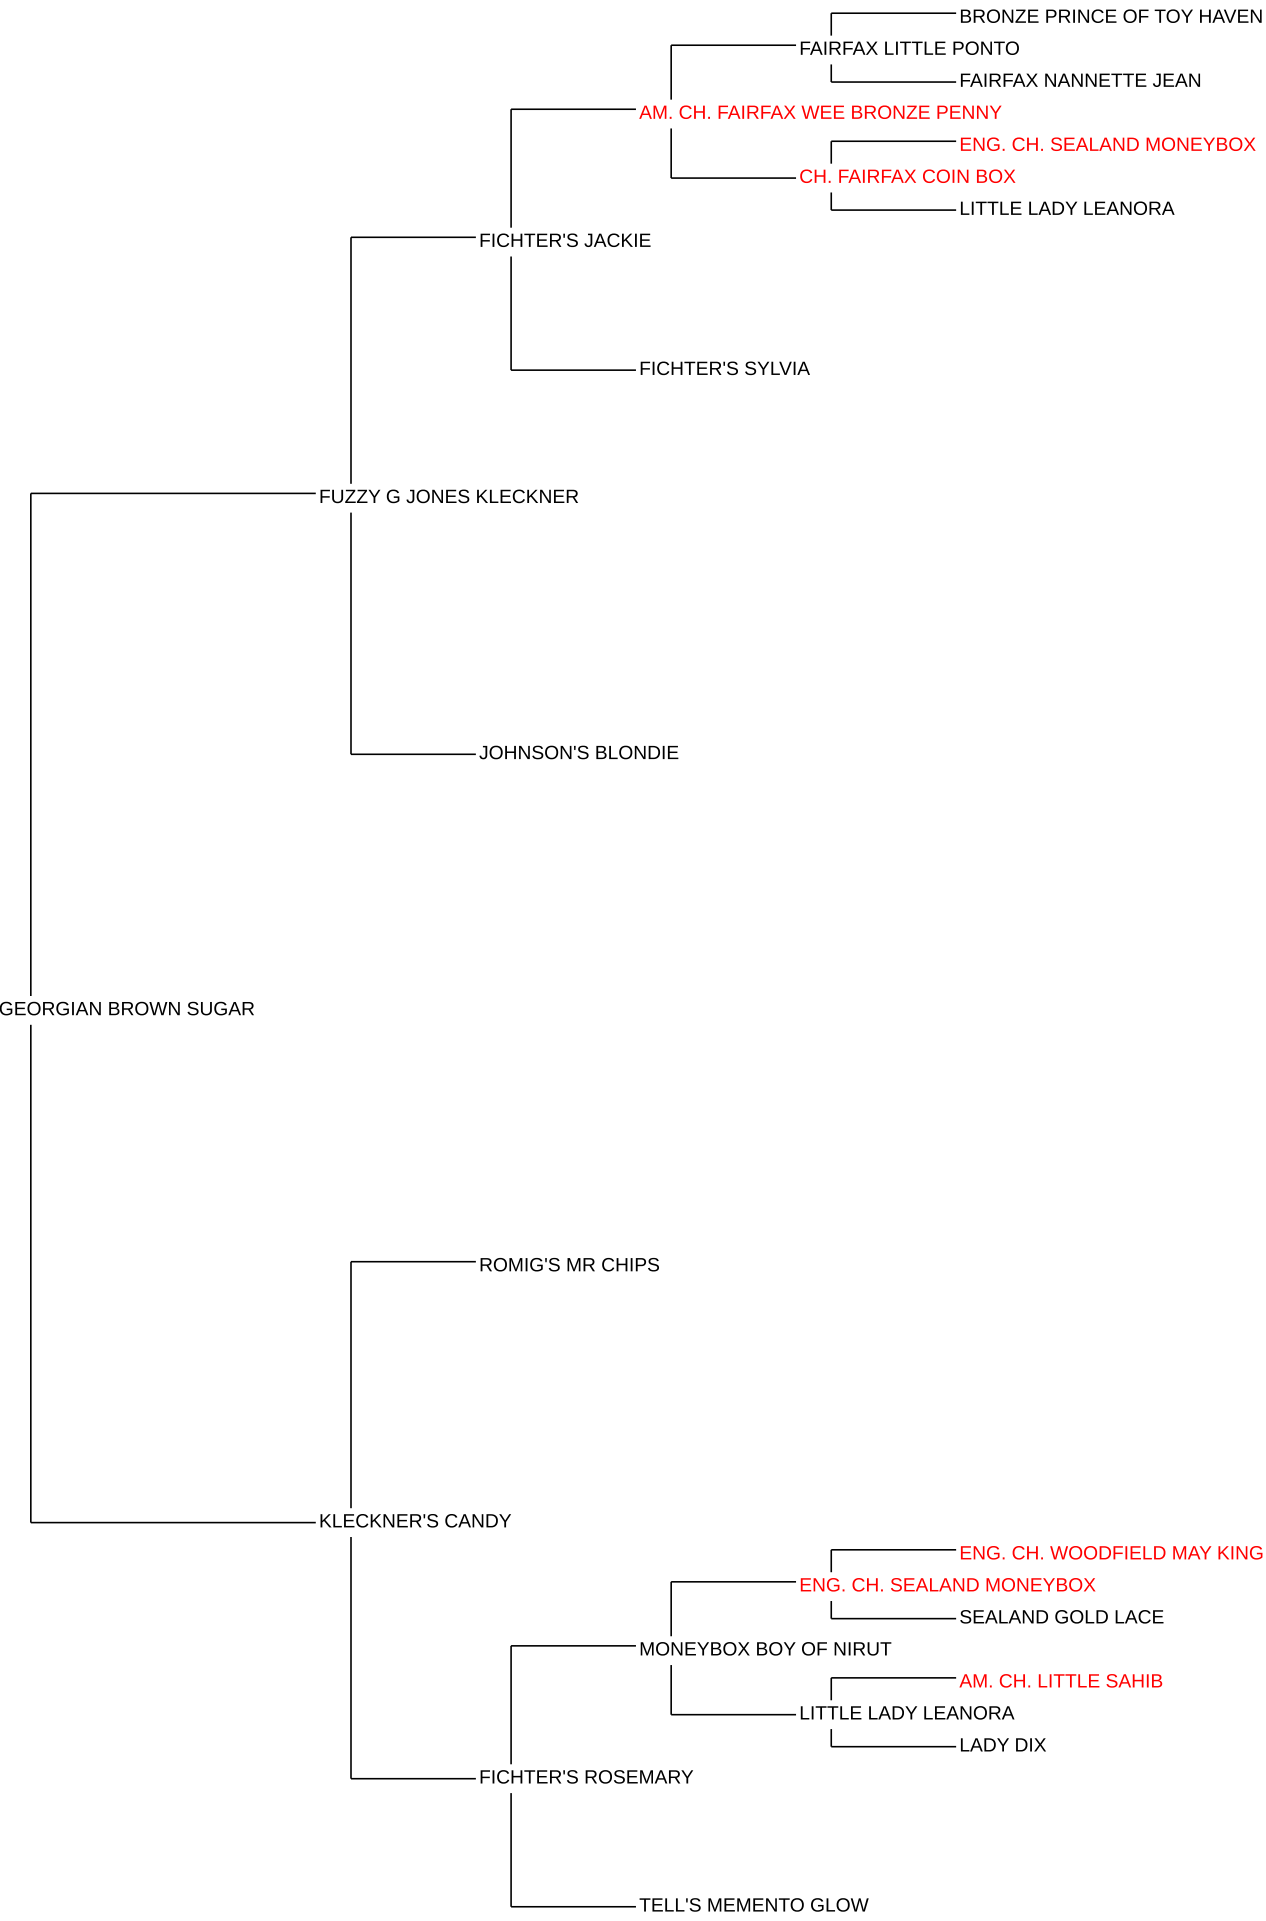 BRONZE PRINCE OF TOY HAVEN
FAIRFAX LITTLE PONTO
FAIRFAX NANNETTE JEAN
AM. CH. FAIRFAX WEE BRONZE PENNY
ENG. CH. SEALAND MONEYBOX
CH. FAIRFAX COIN BOX
LITTLE LADY LEANORA
FICHTER'S JACKIE
FICHTER'S SYLVIA
FUZZY G JONES KLECKNER
JOHNSON'S BLONDIE
GEORGIAN BROWN SUGAR
ROMIG'S MR CHIPS
KLECKNER'S CANDY
ENG. CH. WOODFIELD MAY KING
ENG. CH. SEALAND MONEYBOX
SEALAND GOLD LACE
MONEYBOX BOY OF NIRUT
AM. CH. LITTLE SAHIB
LITTLE LADY LEANORA
LADY DIX
FICHTER'S ROSEMARY
TELL'S MEMENTO GLOW